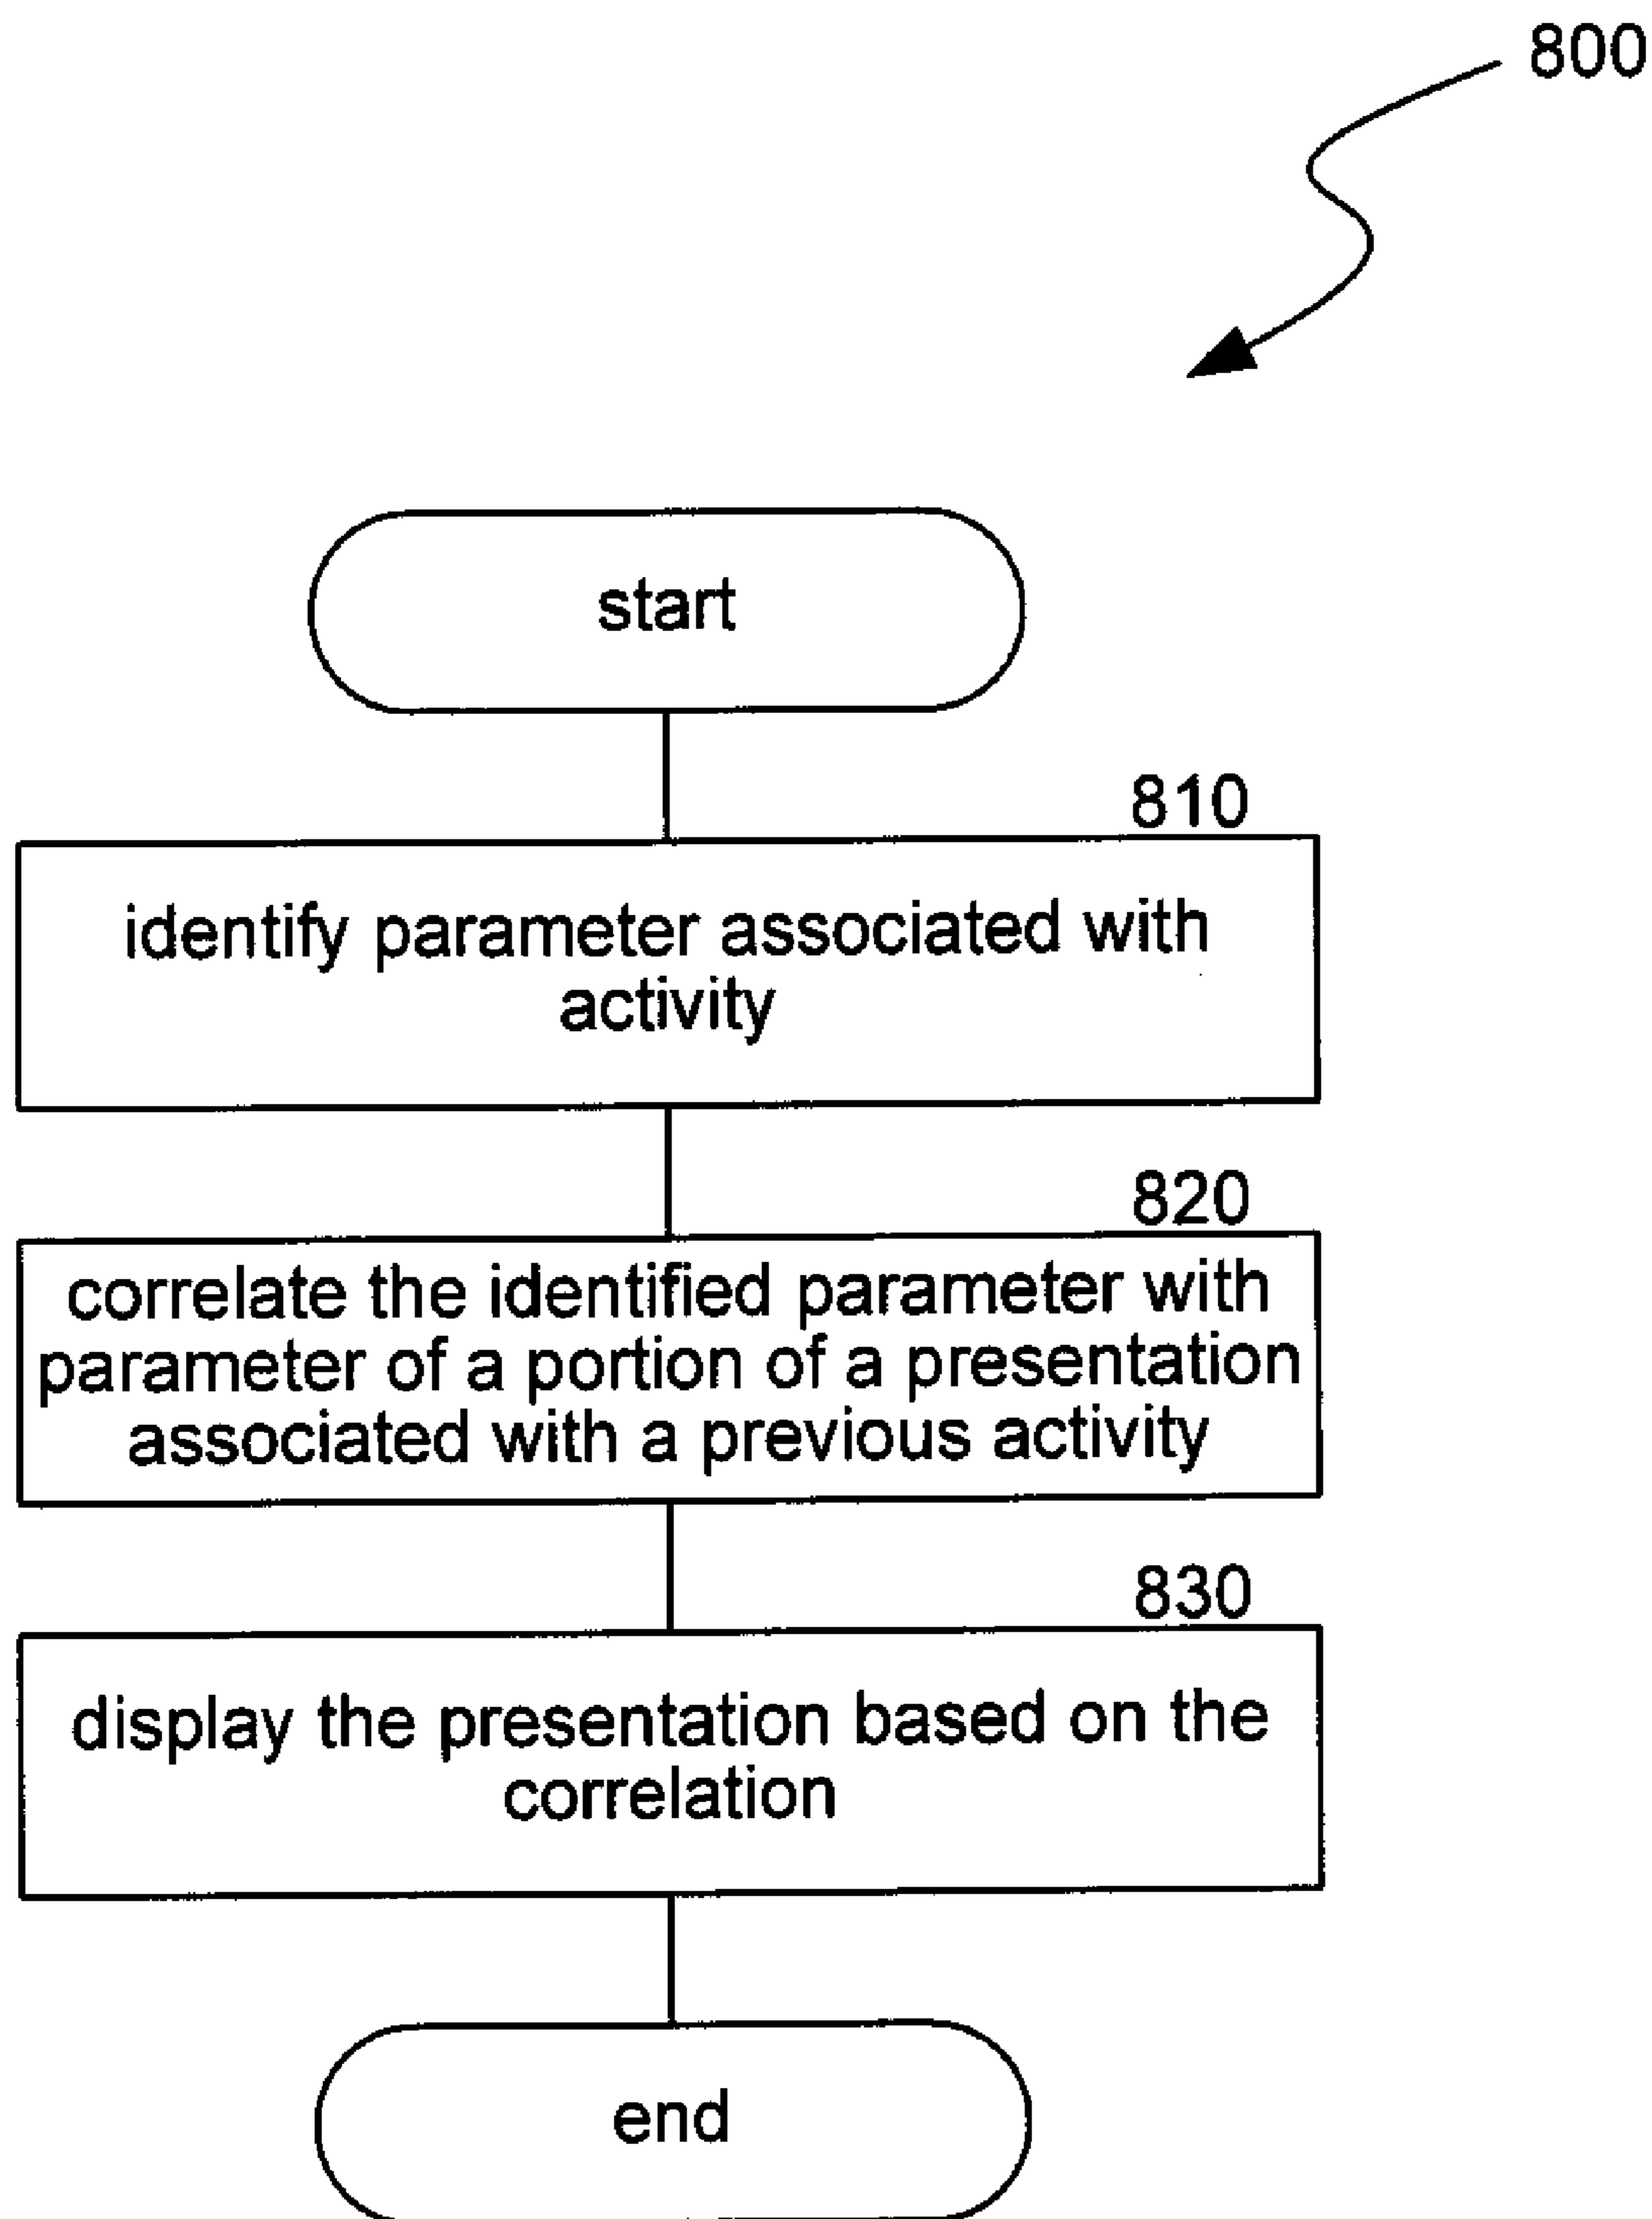 800
start
810
identify parameter associated with
activity
820
correlate the identified parameter with
parameter of a portion of a presentation
associated with a previous activity
830
display the presentation based on the
correlation
end